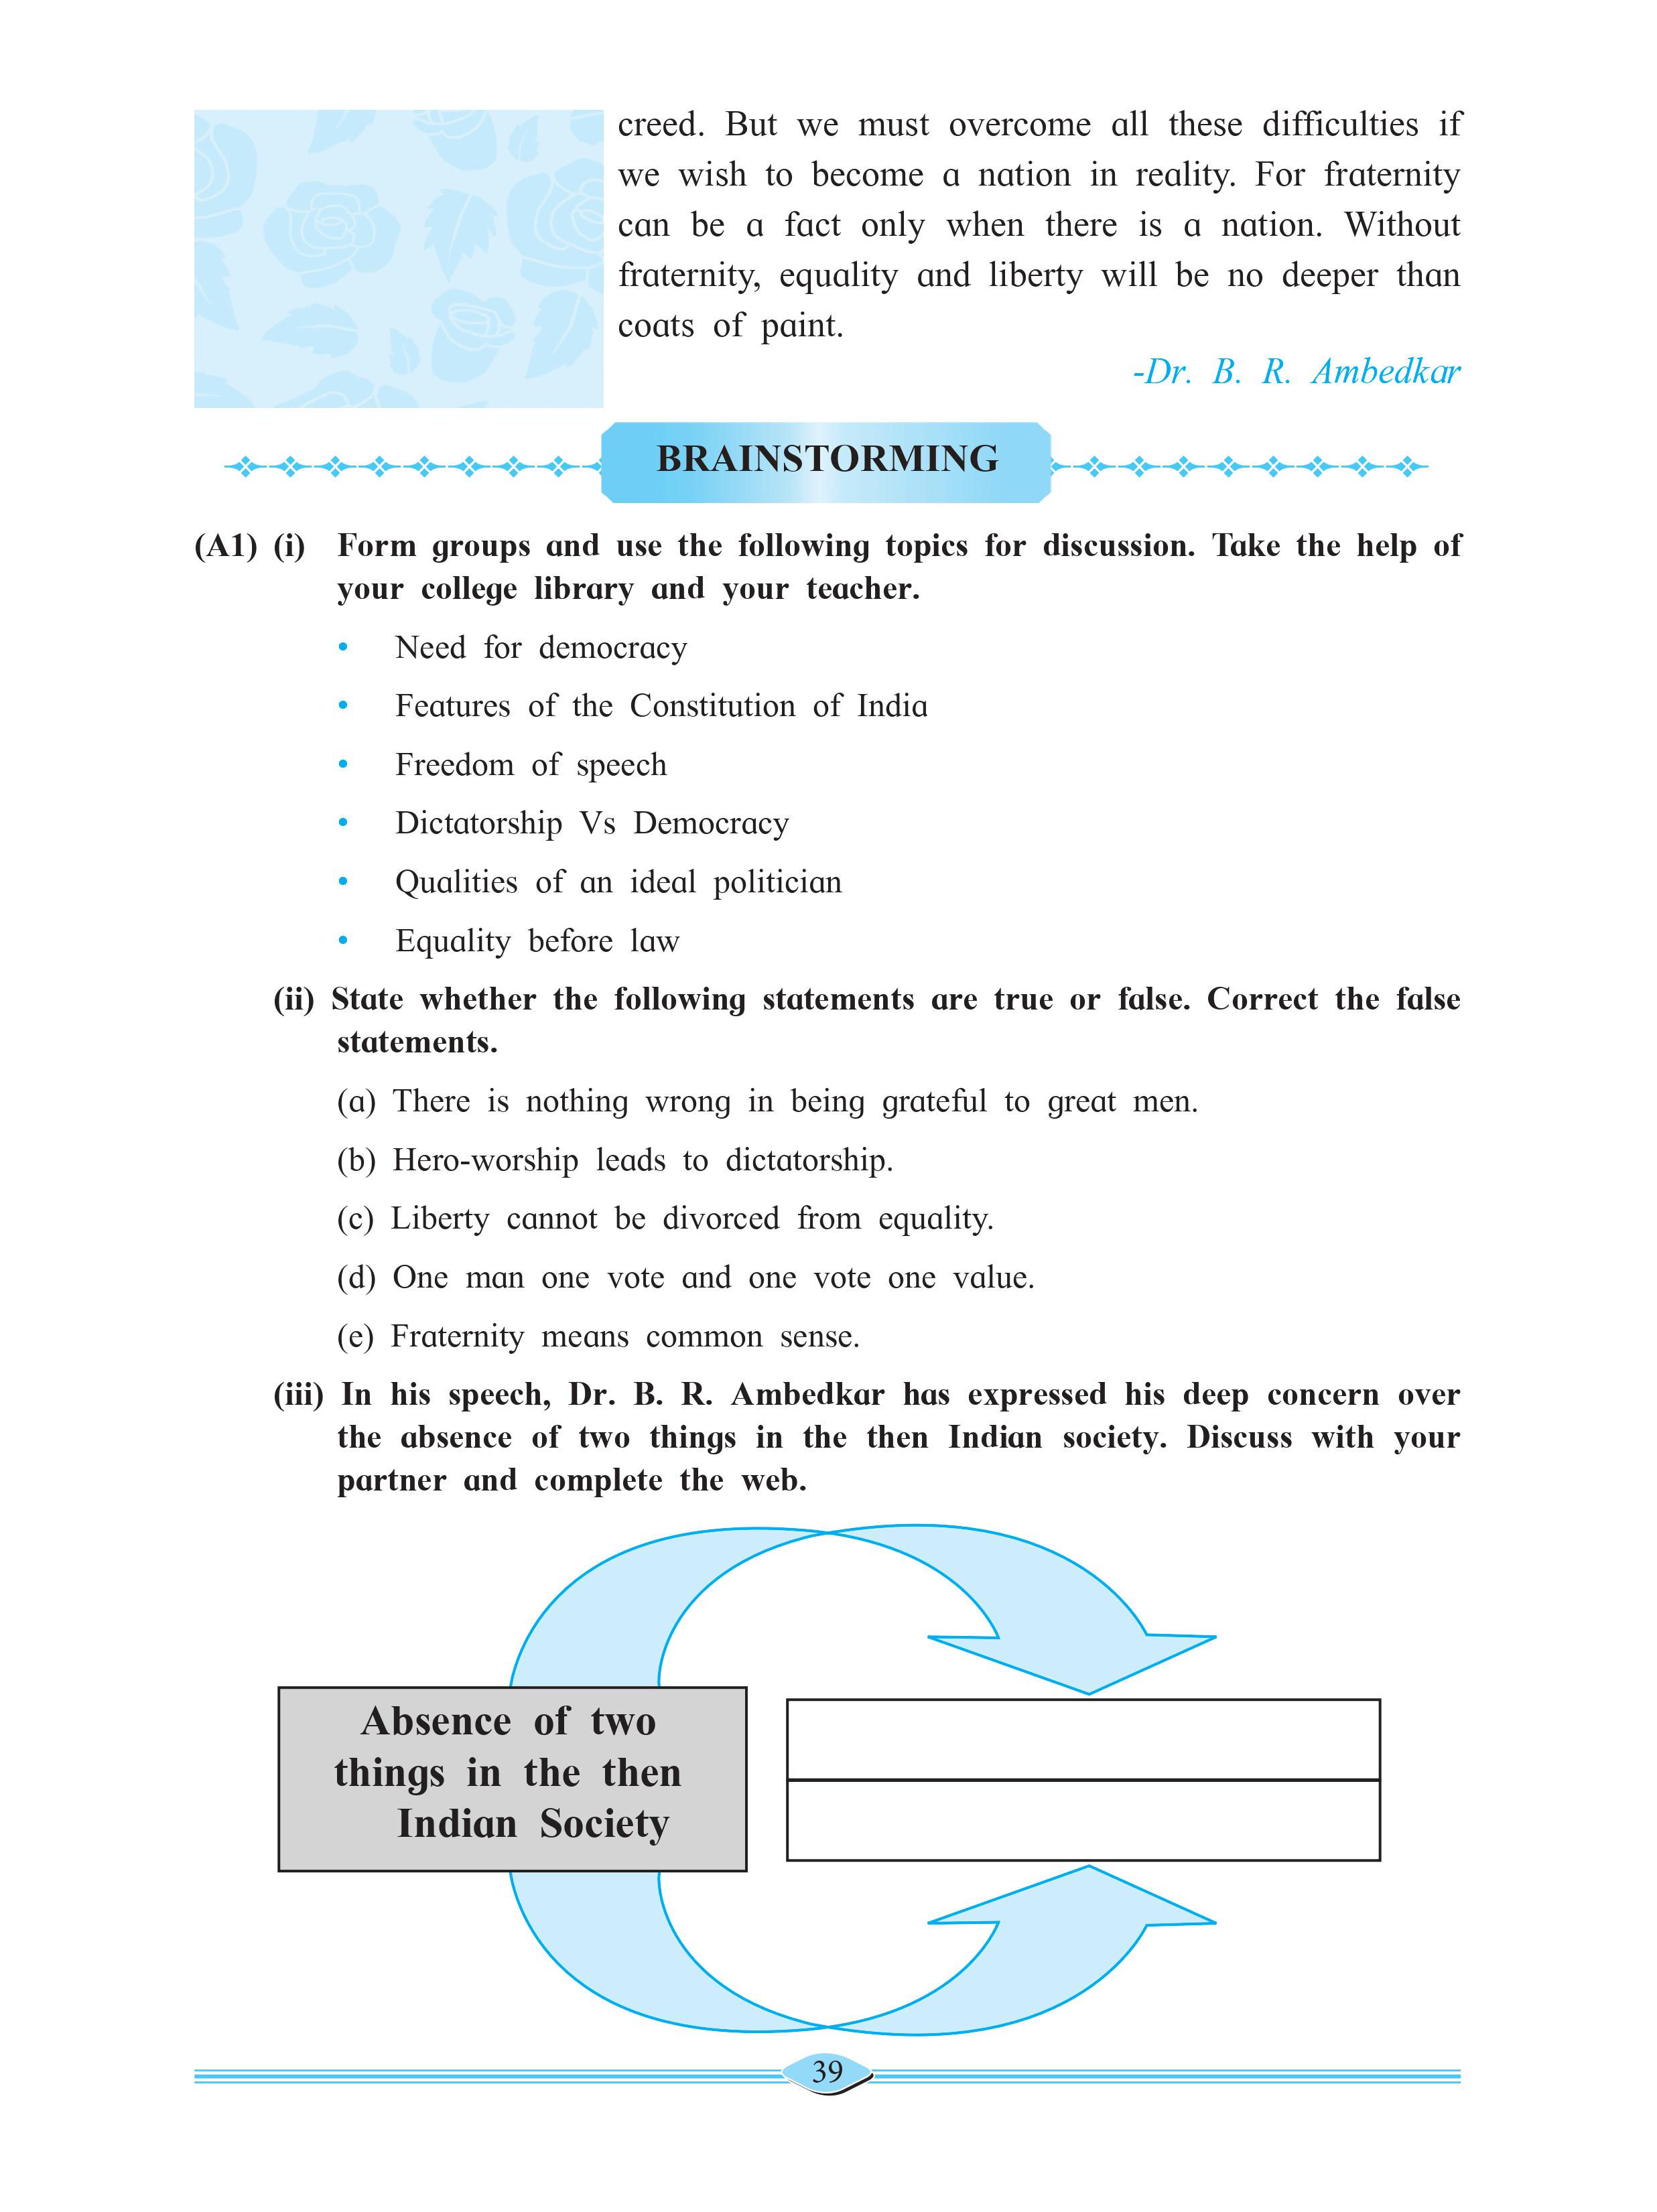 creed. But we must overcome all these difficulties if
we wish to become a nation in reality. For fraternity
can be a fact only when there is a nation. Without
fraternity, equality and liberty will be no deeper than
coats of paint.
-Dr. B. R. Ambedkar
BRAINSTORMING
(A1) (i) Form groups and use the following topics for discussion. Take the help of
your college library and your teacher.
• Need for democracy
• Features of the Constitution of India
• Freedom of speech
• Dictatorship Vs Democracy
• Qualities of an ideal politician
• Equality before law
(ii) State whether the following statements are true or false. Correct the false
statements.
(a) There is nothing wrong in being grateful to great men.
(b) Hero-worship leads to dictatorship.
(c) Liberty cannot be divorced from equality.
(d) One man one vote and one vote one value.
(e) Fraternity means common sense.
(iii) In his speech, Dr. B. R. Ambedkar has expressed his deep concern over
the absence of two things in the then Indian society. Discuss with your
partner and complete the web.
Absence of two
things in the then
Indian Society
39